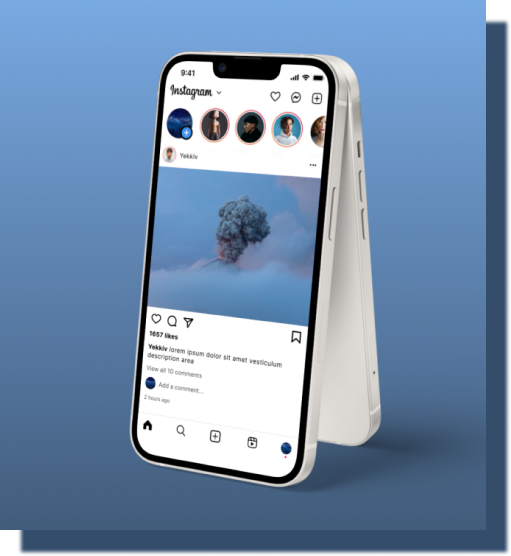 9:41
Instagram
Yekkiv
1657 likes
Yekkiv lorem ipsum dolor sit amet vesticulum
description area
View all 10 comments
Add a comment...
2 hours ago